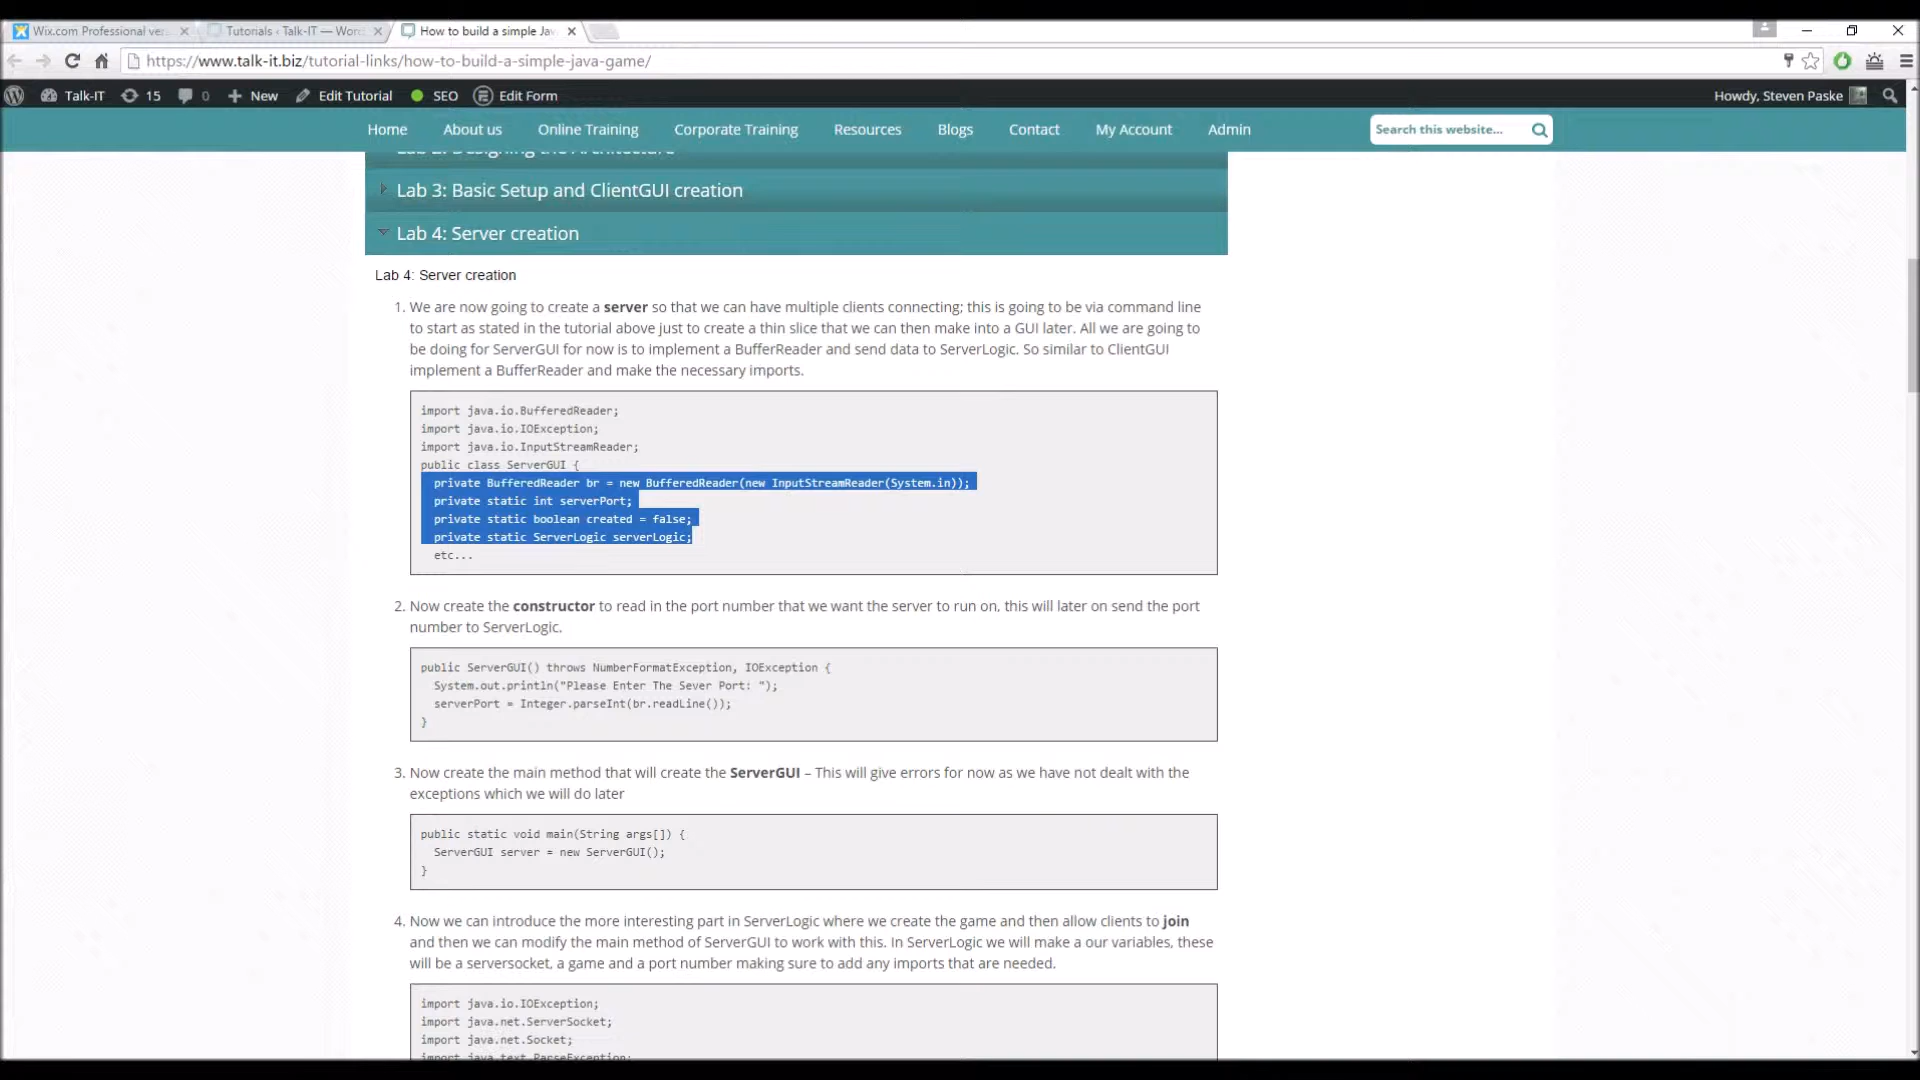 Wix.com Professional ver
Tutorials ‹ Talk-IT — Wor
How to build a simple Jav
https://www.talk-it.biz/tutorial-links/how-to-build-a-simple-java-game/
Talk-IT 15 0 New Edit Tutorial SEO Edit Form Howdy, Steven Paske
Home About us Online Training Corporate Training Resources Blogs Contact My Account Admin Search this website...
Lab 2: Designing the Architecture
Lab 3: Basic Setup and ClientGUI creation
Lab 4: Server creation
Lab 4: Server creation
1. We are now going to create a server so that we can have multiple clients connecting; this is going to be via command line
to start as stated in the tutorial above just to create a thin slice that we can then make into a GUI later. All we are going to
be doing for ServerGUI for now is to implement a BufferReader and send data to ServerLogic. So similar to ClientGUI
implement a BufferReader and make the necessary imports.
import java.io.BufferedReader;
import java.io.IOException;
import java.io.InputStreamReader;
public class ServerGUI {
private BufferedReader br = new BufferedReader(new InputStreamReader(System.in));
private static int serverPort;
private static boolean created = false;
private static ServerLogic serverLogic;
etc...
2. Now create the constructor to read in the port number that we want the server to run on, this will later on send the port
number to ServerLogic.
public ServerGUI() throws NumberFormatException, IOException {
System.out.println("Please Enter The Sever Port: ");
serverPort = Integer.parseInt(br.readLine());
}
3. Now create the main method that will create the ServerGUI – This will give errors for now as we have not dealt with the
exceptions which we will do later
public static void main(String args[]) {
ServerGUI server = new ServerGUI();
}
4. Now we can introduce the more interesting part in ServerLogic where we create the game and then allow clients to join
and then we can modify the main method of ServerGUI to work with this. In ServerLogic we will make a our variables, these
will be a serversocket, a game and a port number making sure to add any imports that are needed.
import java.io.IOException;
import java.net.ServerSocket;
import java.net.Socket;
import java.text.ParseException;